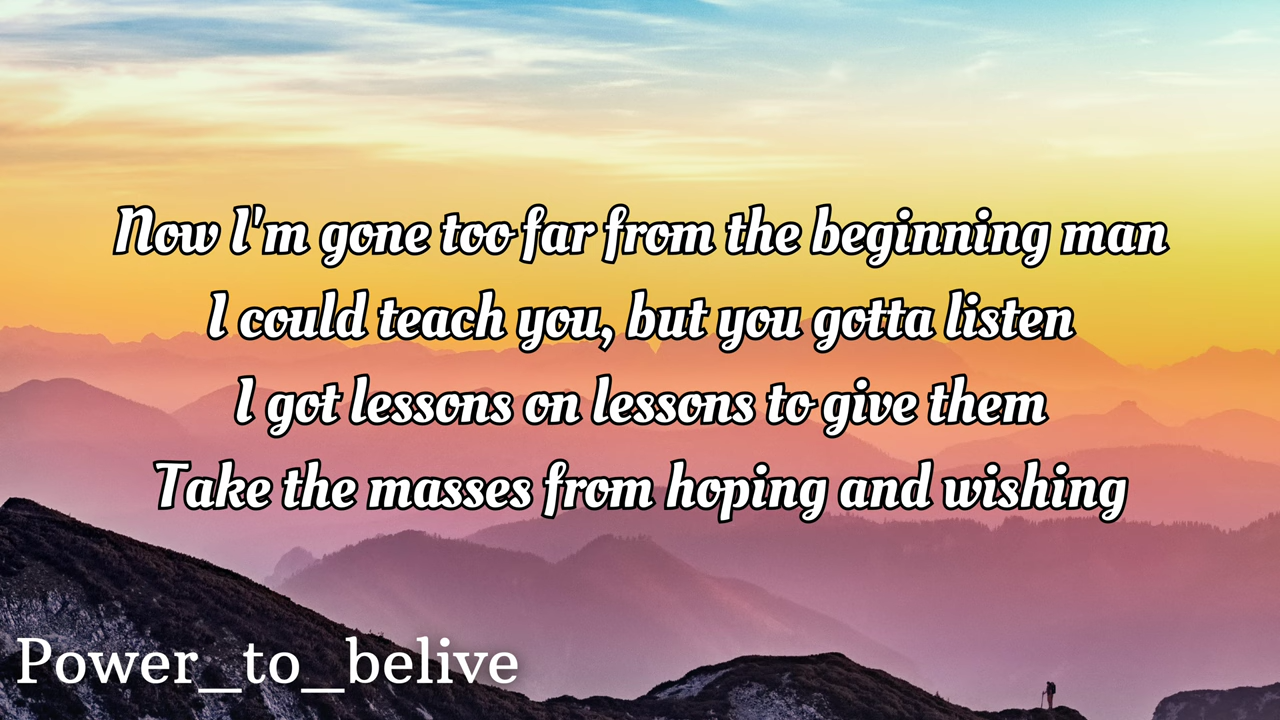 Now I'm gone too far from the beginning man
I could teach you, but you gotta listen
I got lessons on lessons to give them
Take the masses from hoping and wishing
Power_to_belive